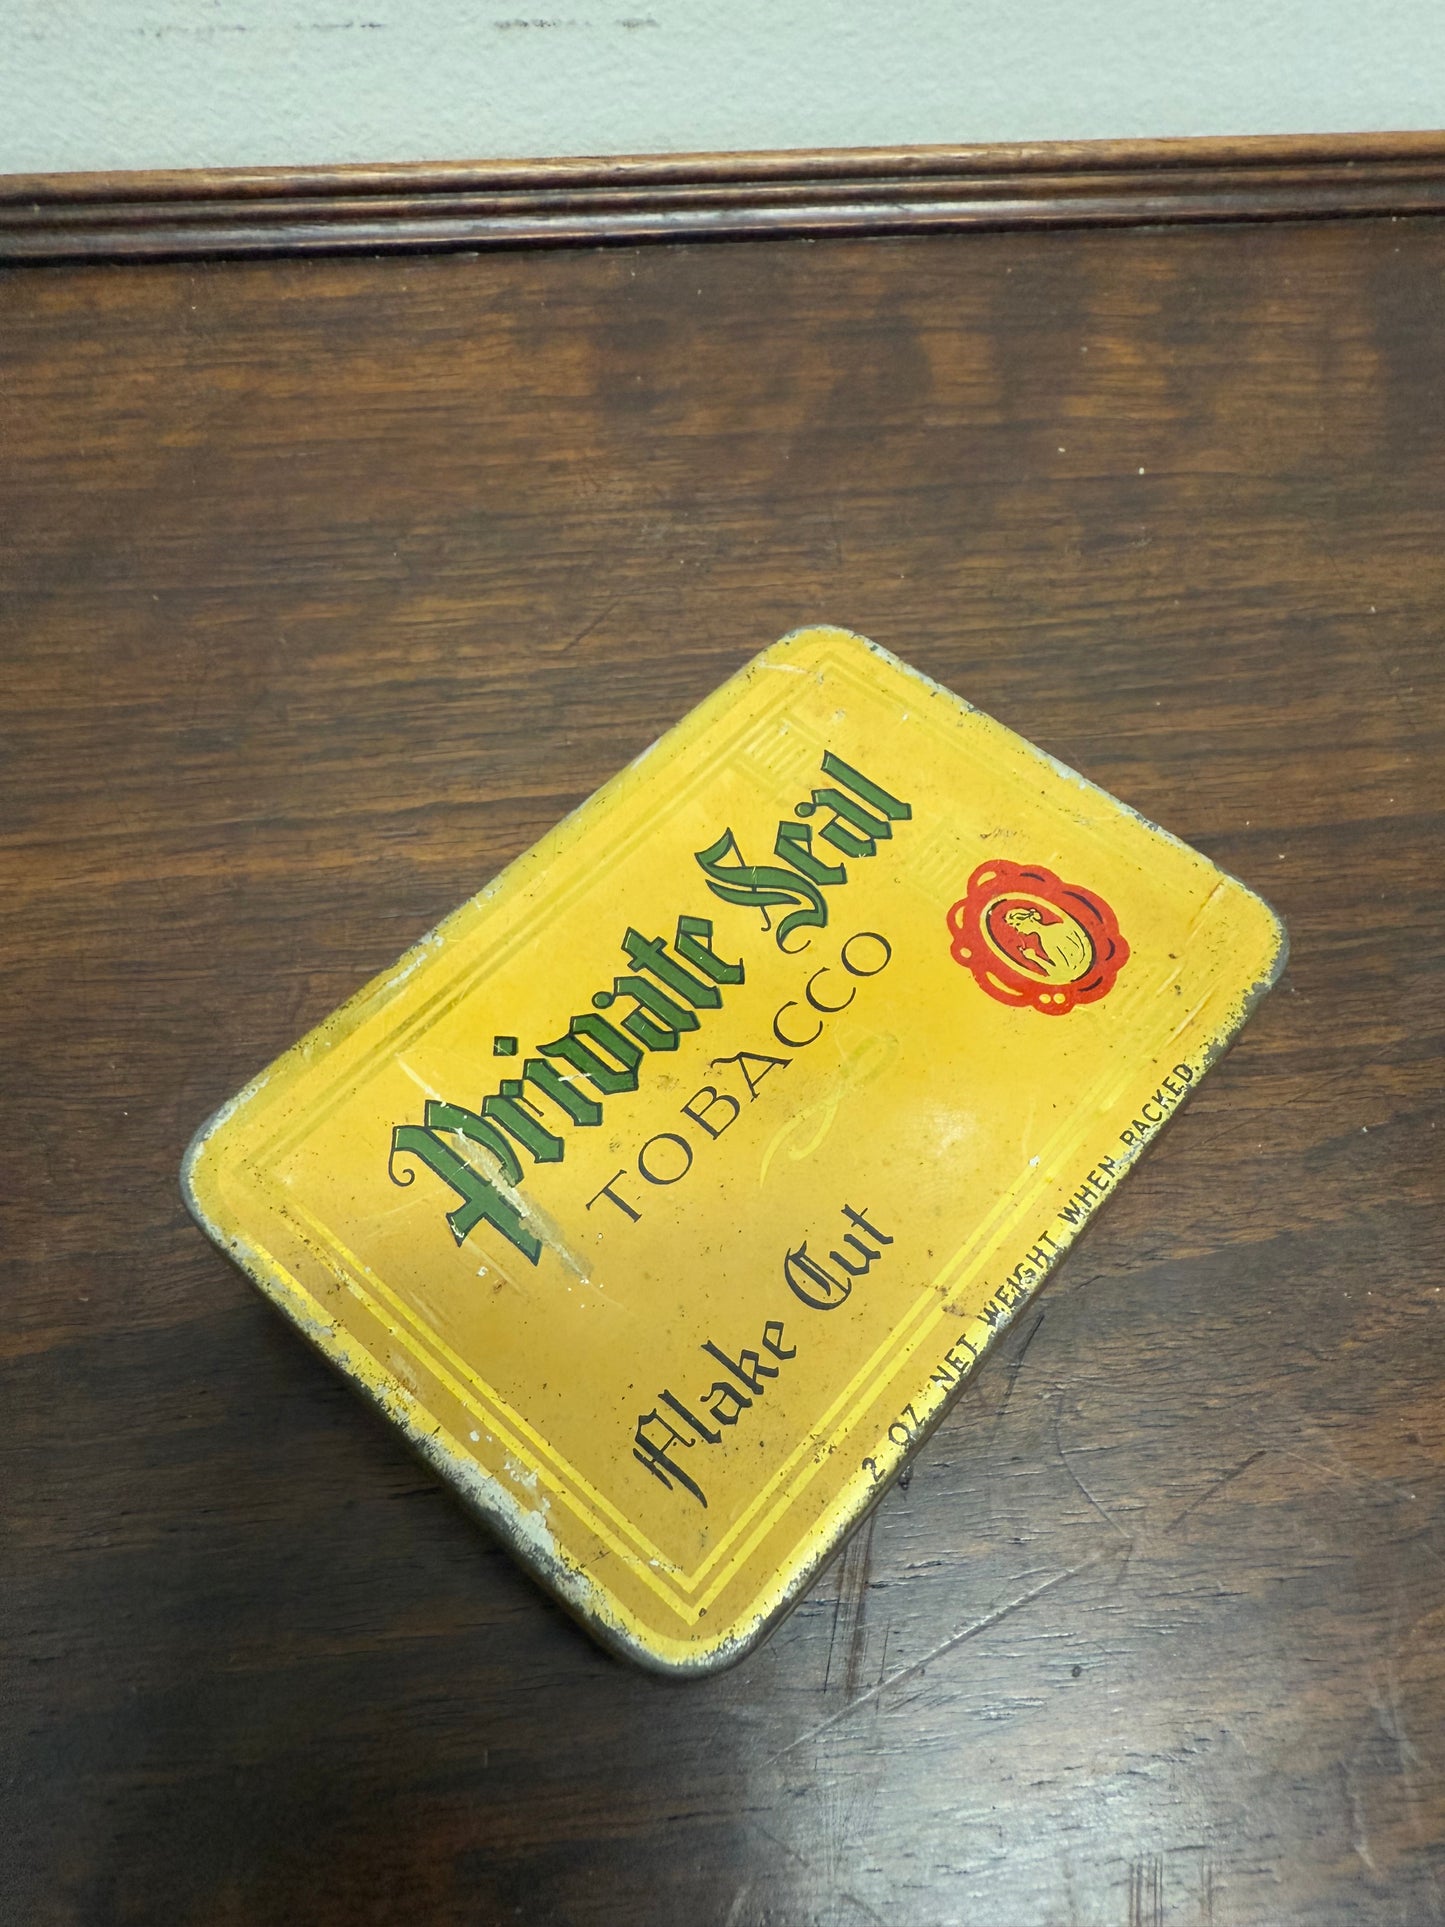 Private Seal
TOBACCO
Flake Cut
2 OZ. NET WEIGHT WHEN PACKED.